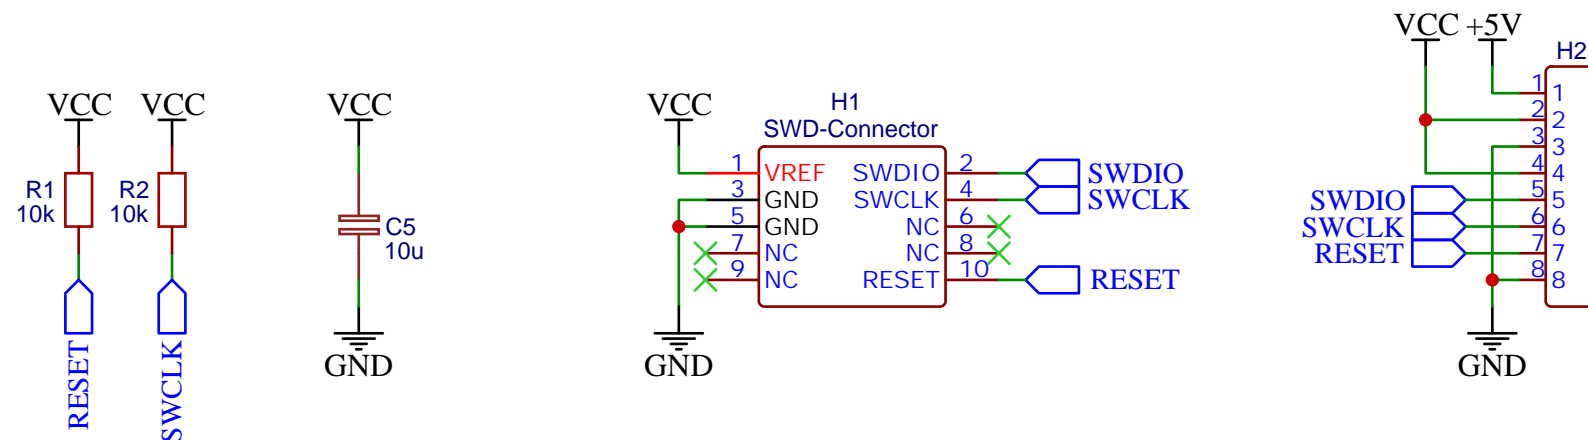 VCC VCC
R1
10k
R2
10k
RESET
SWCLK
VCC
C5
10u
GND
VCC
H1
SWD-Connector
1 VREF SWDIO 2 SWDIO
3 GND SWCLK 4 SWCLK
5 GND NC 6
7 NC NC 8
9 NC RESET 10 RESET
GND
VCC +5V
H2
1 1
2 2
3 3
4 4
SWDIO 5 5
SWCLK 6 6
RESET 7 7
8 8
GND